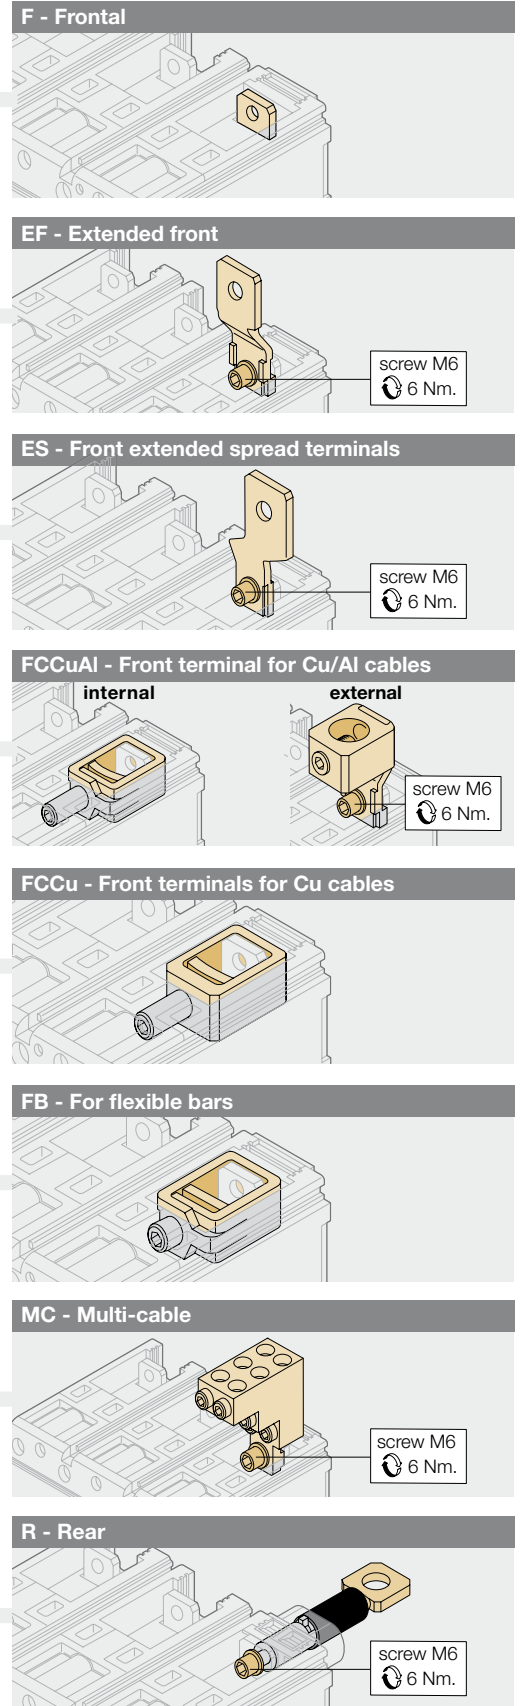 F - Frontal
EF - Extended front
screw M6
6 Nm.
ES - Front extended spread terminals
screw M6
6 Nm.
FCCuAl - Front terminal for Cu/Al cables
internal
external
screw M6
6 Nm.
FCCu - Front terminals for Cu cables
FB - For flexible bars
MC - Multi-cable
screw M6
6 Nm.
R - Rear
screw M6
6 Nm.